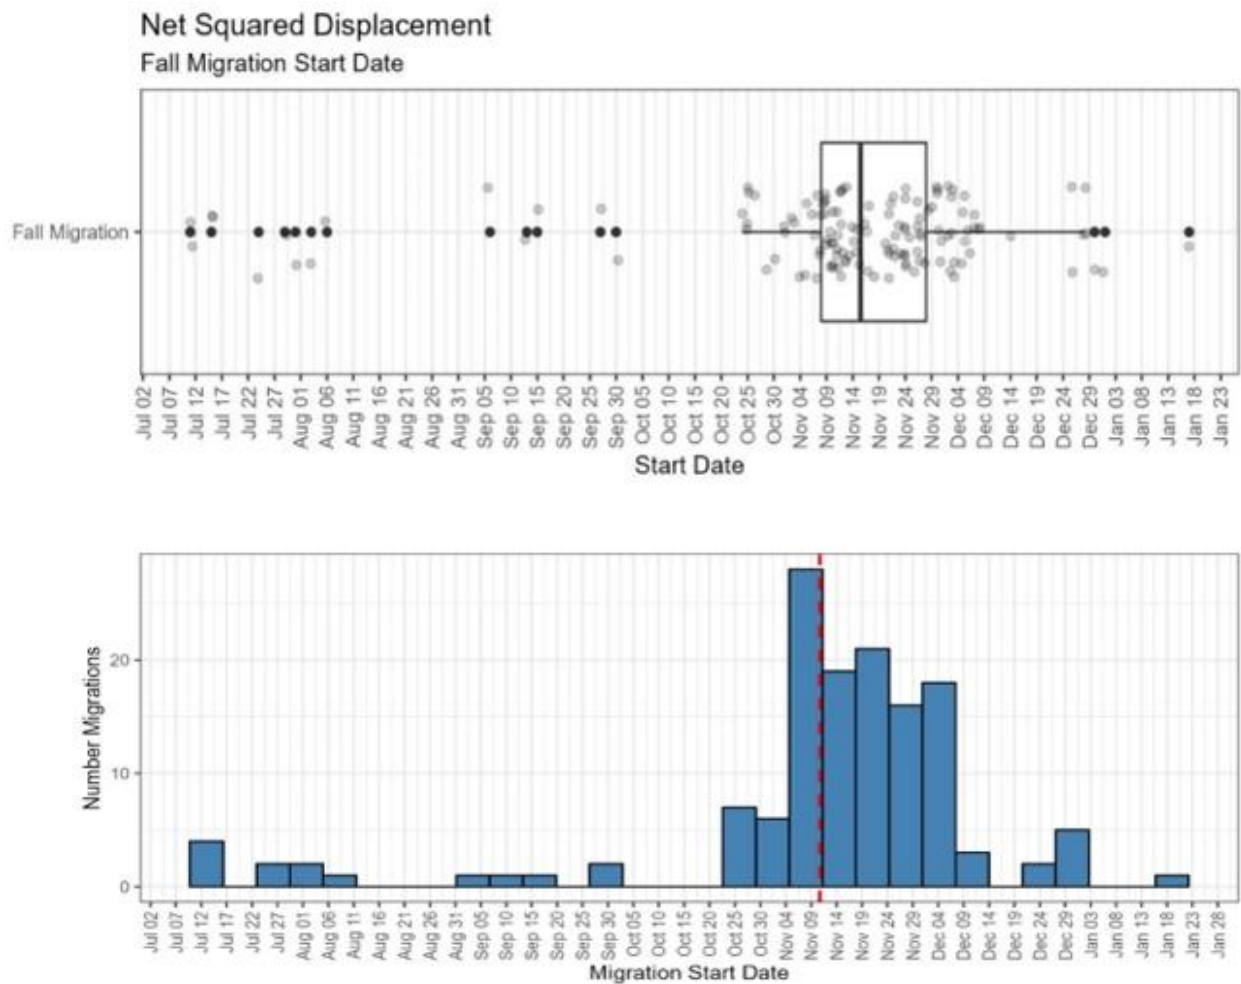 Net Squared Displacement
Fall Migration Start Date
Fall Migration
Jul 02 Jul 07 Jul 12 Jul 17 Jul 22 Jul 27 Aug 01 Aug 06 Aug 11 Aug 16 Aug 21 Aug 26 Aug 31 Sep 05 Sep 10 Sep 15 Sep 20 Sep 25 Sep 30 Oct 05 Oct 10 Oct 15 Oct 20 Oct 25 Oct 30 Nov 04 Nov 09 Nov 14 Nov 19 Nov 24 Nov 29 Dec 04 Dec 09 Dec 14 Dec 19 Dec 24 Dec 29 Jan 03 Jan 08 Jan 13 Jan 18 Jan 23
Start Date
Number Migrations
20
10
0
Jul 02 Jul 07 Jul 12 Jul 17 Jul 22 Jul 27 Aug 01 Aug 06 Aug 11 Aug 16 Aug 21 Aug 26 Aug 31 Sep 05 Sep 10 Sep 15 Sep 20 Sep 25 Sep 30 Oct 05 Oct 10 Oct 15 Oct 20 Oct 25 Oct 30 Nov 04 Nov 09 Nov 14 Nov 19 Nov 24 Nov 29 Dec 04 Dec 09 Dec 14 Dec 19 Dec 24 Dec 29 Jan 03 Jan 08 Jan 13 Jan 18 Jan 23 Jan 28
Migration Start Date